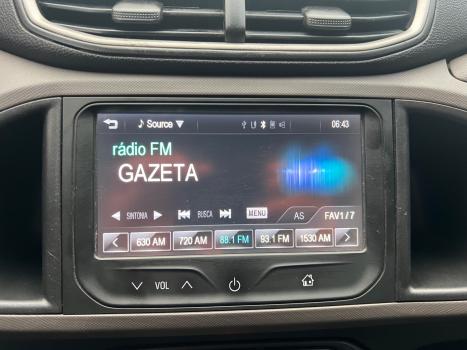 Source 06:43
rádio FM
GAZETA
SINTONIA BUSCA MENU AS FAV1/7
630 AM 720 AM 88.1 FM 93.1 FM 1530 AM
VOL